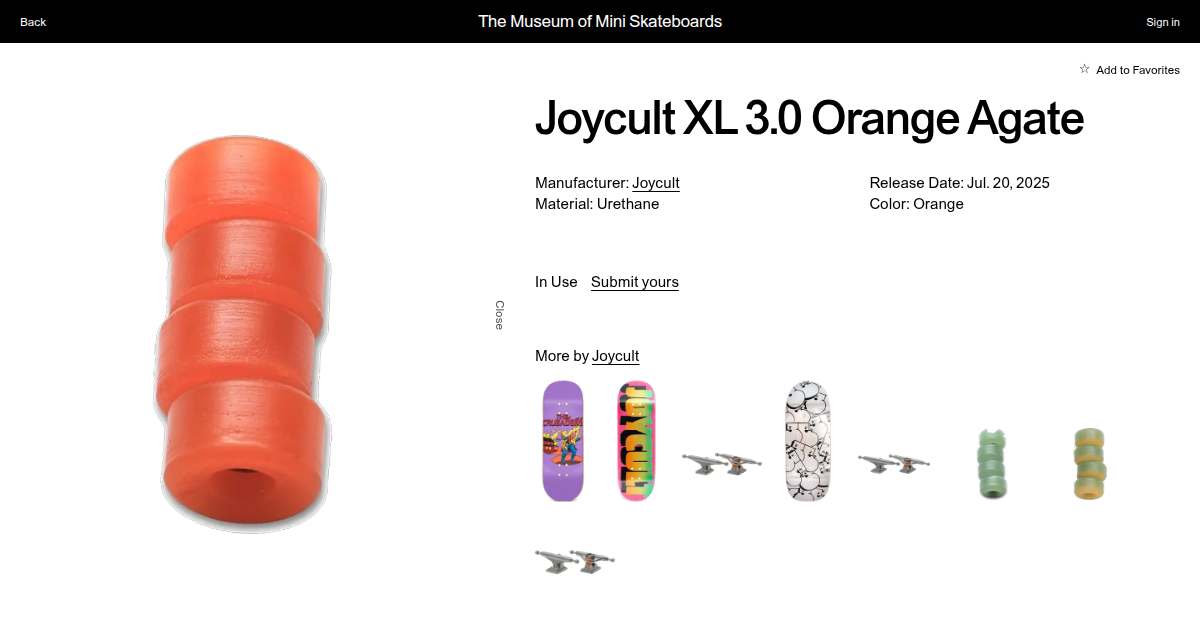 Back
The Museum of Mini Skateboards
Sign in
☆ Add to Favorites
Joycult XL 3.0 Orange Agate
Manufacturer: Joycult
Material: Urethane
Release Date: Jul. 20, 2025
Color: Orange
In Use Submit yours
Close
More by Joycult
JOYCULT